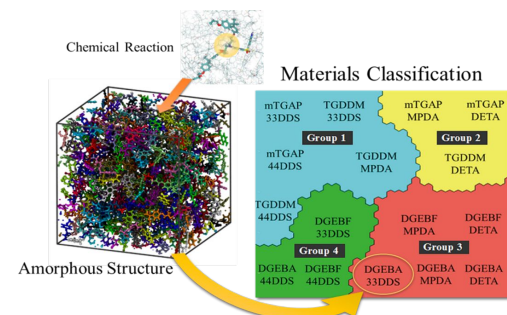 Chemical Reaction
Materials Classification
mTGAP
33DDS
TGDDM
33DDS
mTGAP
MPDA
mTGAP
DETA
Group 1
Group 2
mTGAP
44DDS
TGDDM
MPDA
TGDDM
DETA
TGDDM
44DDS
DGEBF
33DDS
DGEBF
MPDA
DGEBF
DETA
Group 4
Group 3
DGEBA
44DDS
DGEBF
44DDS
DGEBA
33DDS
DGEBA
MPDA
DGEBA
DETA
Amorphous Structure